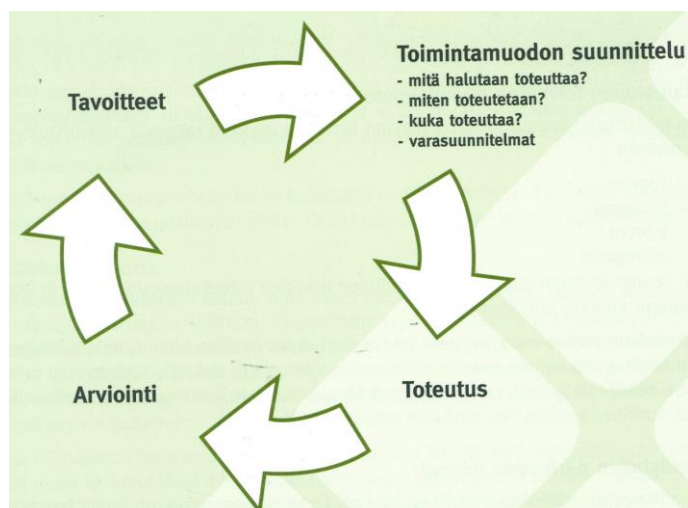 Tavoitteet
Toimintamuodon suunnittelu
- mitä halutaan toteuttaa?
- miten toteutetaan?
- kuka toteuttaa?
- varasuunnitelmat
Arviointi
Toteutus